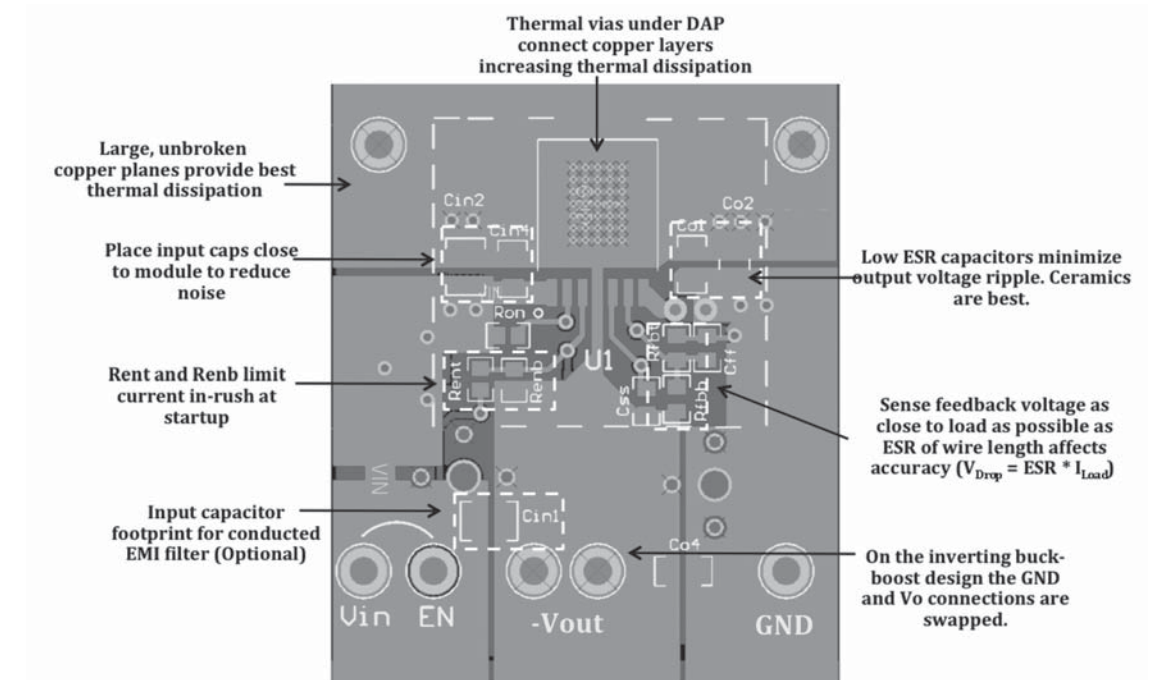 Thermal vias under DAP
connect copper layers
increasing thermal dissipation
Large, unbroken
copper planes provide best
thermal dissipation
Place input caps close
to module to reduce
noise
Rent and Renb limit
current in-rush at
startup
Input capacitor
footprint for conducted
EMI filter (Optional)
Low ESR capacitors minimize
output voltage ripple. Ceramics
are best.
Sense feedback voltage as
close to load as possible as
ESR of wire length affects
accuracy (VDrop = ESR * ILoad)
On the inverting buck-
boost design the GND
and Vo connections are
swapped.
Cin2
Cin4
Co1
Co2
Ron
U1
Rent
Renb
Rfbt
Cff
Css
Rfbb
VIN
Cin1
Co4
Vin
EN
-Vout
GND